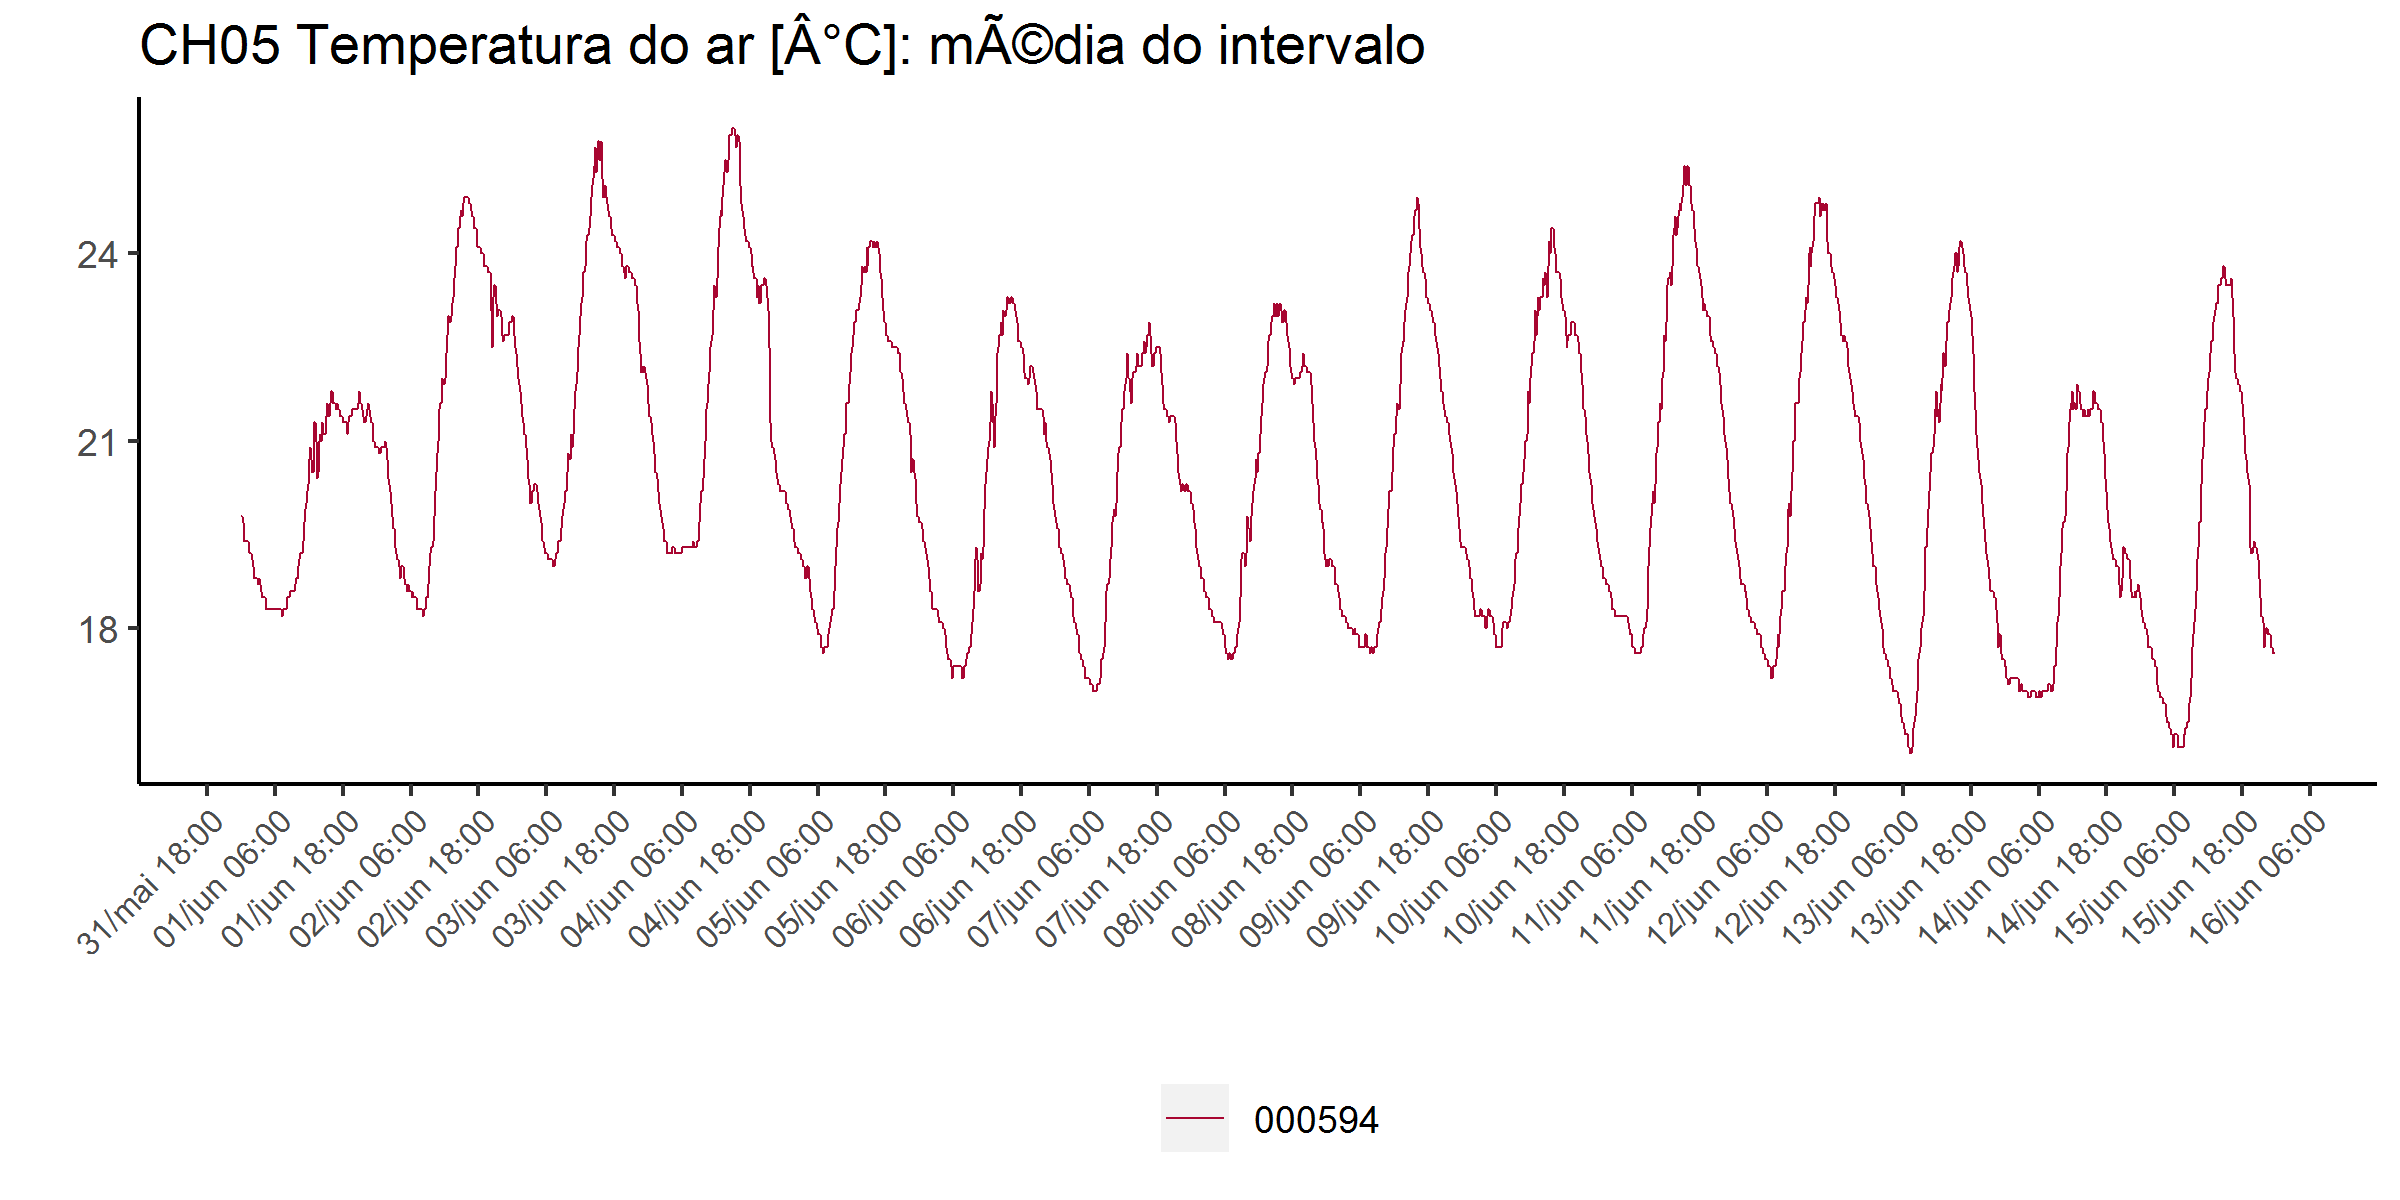 CH05 Temperatura do ar [Â°C]: mÃ©dia do intervalo
24
21
18
31/mai 18:00
01/jun 06:00
01/jun 18:00
02/jun 06:00
02/jun 18:00
03/jun 06:00
03/jun 18:00
04/jun 06:00
04/jun 18:00
05/jun 06:00
05/jun 18:00
06/jun 06:00
06/jun 18:00
07/jun 06:00
07/jun 18:00
08/jun 06:00
08/jun 18:00
09/jun 06:00
09/jun 18:00
10/jun 06:00
10/jun 18:00
11/jun 06:00
11/jun 18:00
12/jun 06:00
12/jun 18:00
13/jun 06:00
13/jun 18:00
14/jun 06:00
14/jun 18:00
15/jun 06:00
15/jun 18:00
16/jun 06:00
000594